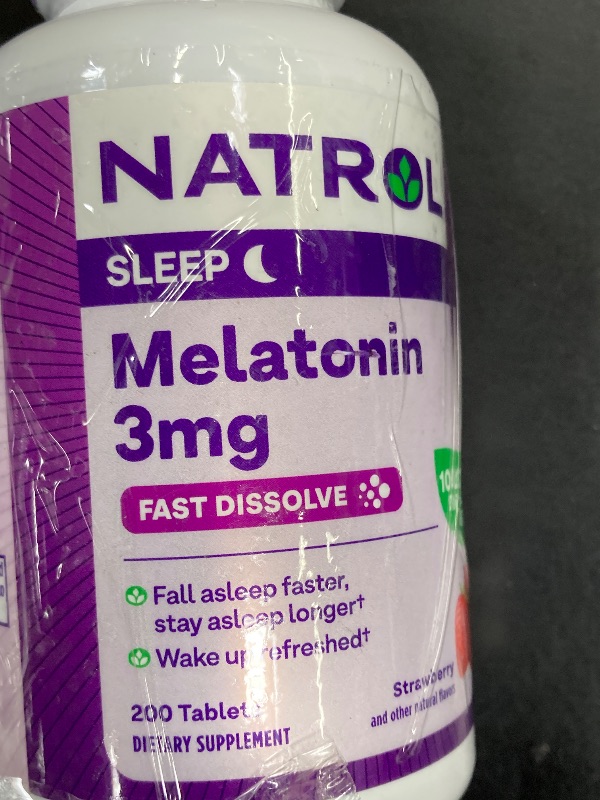 NATROL
SLEEP
Melatonin
3mg
FAST DISSOLVE
Fall asleep faster,
stay asleep longer†
Wake up refreshed†
200 Tablets
DIETARY SUPPLEMENT
Strawberry
and other natural flavors